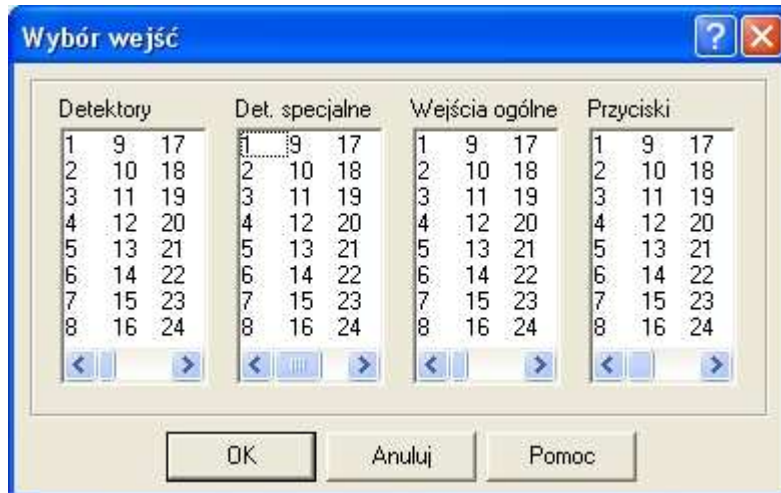 Wybór wejść
Detektory Det. specjalne Wejścia ogólne Przyciski
1 9 17 1 9 17 1 9 17 1 9 17
2 10 18 2 10 18 2 10 18 2 10 18
3 11 19 3 11 19 3 11 19 3 11 19
4 12 20 4 12 20 4 12 20 4 12 20
5 13 21 5 13 21 5 13 21 5 13 21
6 14 22 6 14 22 6 14 22 6 14 22
7 15 23 7 15 23 7 15 23 7 15 23
8 16 24 8 16 24 8 16 24 8 16 24
OK Anuluj Pomoc